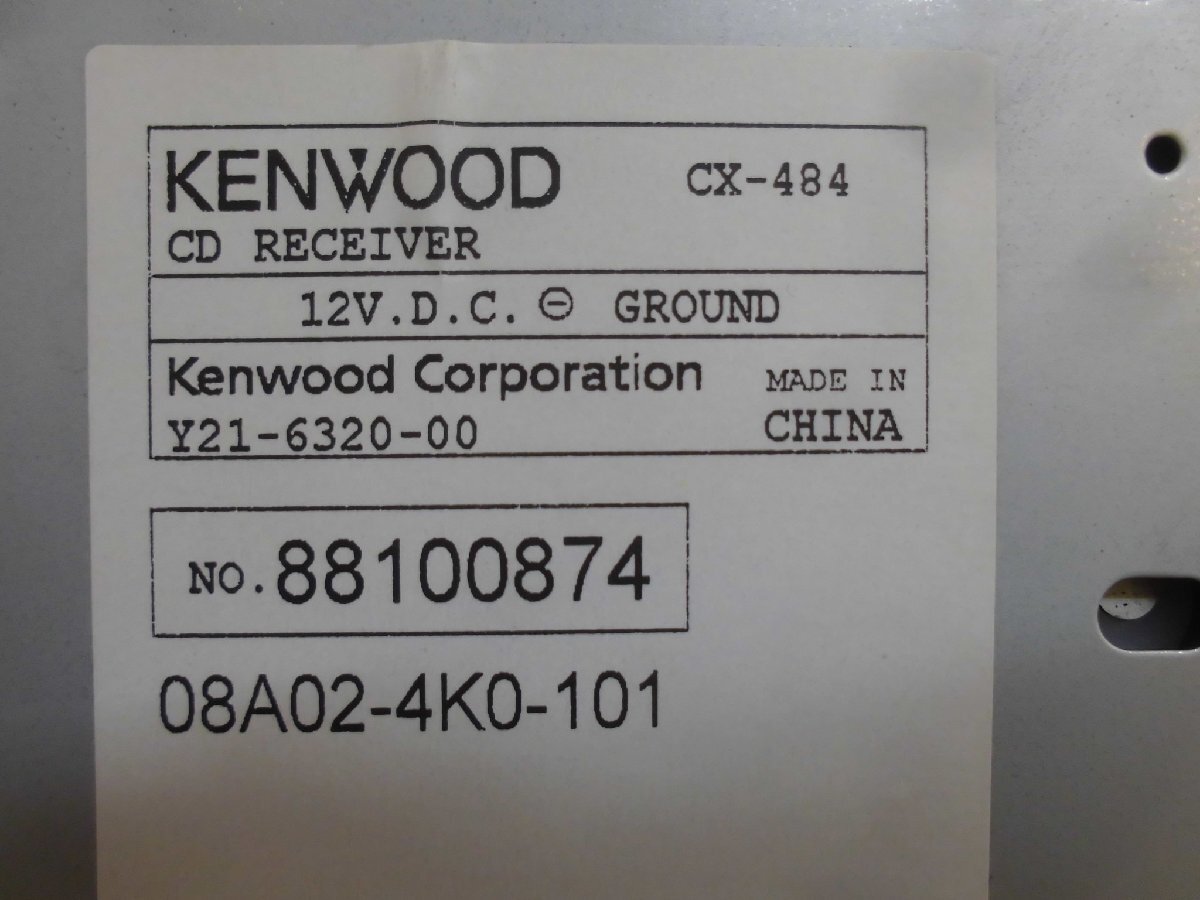 KENWOOD CX-484
CD RECEIVER
12V.D.C. ⊖ GROUND
Kenwood Corporation MADE IN
Y21-6320-00 CHINA
NO.88100874
08A02-4K0-101